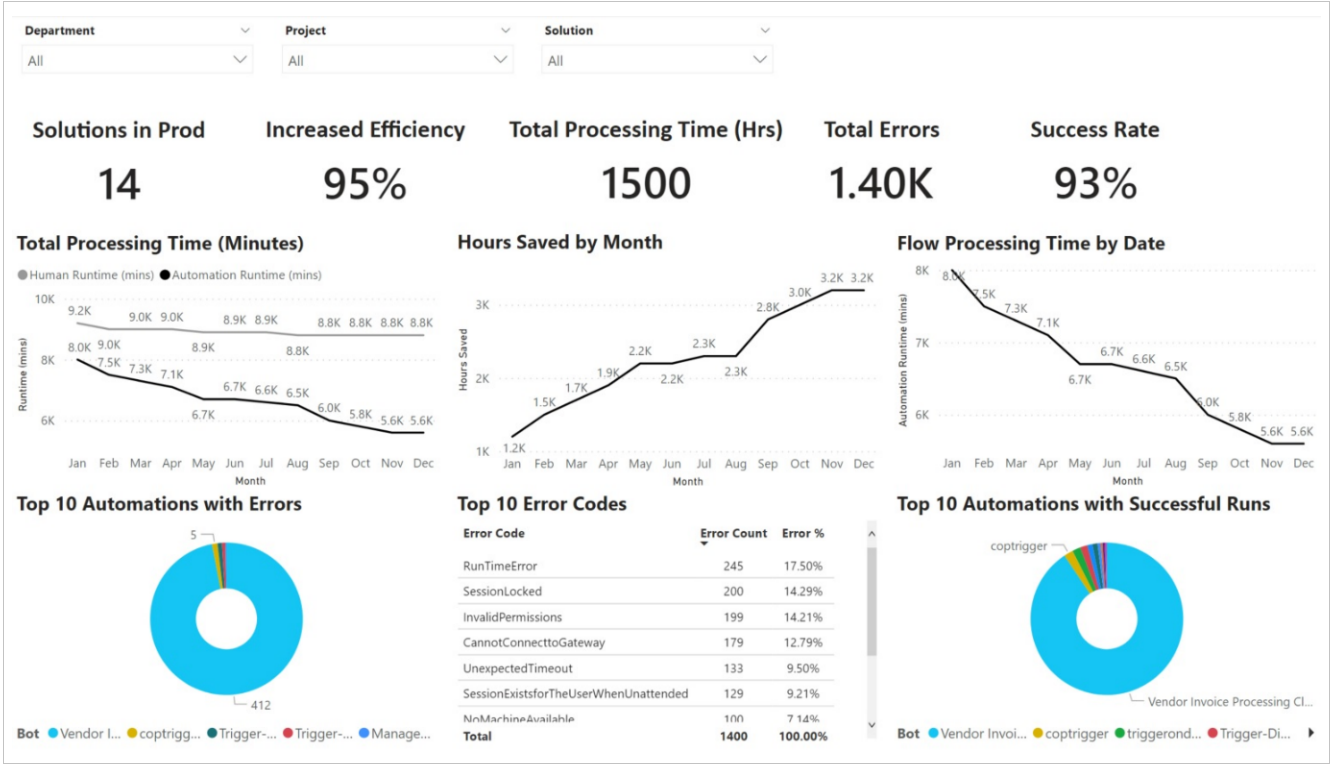 Department Project Solution
All All All
Solutions in Prod Increased Efficiency Total Processing Time (Hrs) Total Errors Success Rate
14 95% 1500 1.40K 93%
Total Processing Time (Minutes)
Human Runtime (mins) Automation Runtime (mins)
Runtime (mins)
10K
8K
6K
9.2K 9.0K 9.0K 9.0K 8.9K 8.9K 8.9K 8.8K 8.8K 8.8K 8.8K 8.8K
8.0K 7.5K 7.3K 7.1K 6.7K 6.7K 6.6K 6.5K 6.0K 5.8K 5.6K 5.6K
Jan Feb Mar Apr May Jun Jul Aug Sep Oct Nov Dec
Month
Hours Saved by Month
Hours Saved
3K
2K
1K
1.2K 1.5K 1.7K 1.9K 2.2K 2.2K 2.3K 2.3K 2.8K 3.0K 3.2K 3.2K
Jan Feb Mar Apr May Jun Jul Aug Sep Oct Nov Dec
Month
Flow Processing Time by Date
Automation Runtime (mins)
8K
7K
6K
8.0K 7.5K 7.3K 7.1K 6.7K 6.7K 6.6K 6.5K 6.0K 5.8K 5.6K 5.6K
Jan Feb Mar Apr May Jun Jul Aug Sep Oct Nov Dec
Month
Top 10 Automations with Errors
5
412
Bot Vendor I... coptrigg... Trigger-... Trigger-... Manage...
Top 10 Error Codes
Error Code Error Count Error %
RunTimeError 245 17.50%
SessionLocked 200 14.29%
InvalidPermissions 199 14.21%
CannotConnecttoGateway 179 12.79%
UnexpectedTimeout 133 9.50%
SessionExistsforTheUserWhenUnattended 129 9.21%
NoMachineAvailable 100 7.14%
Total 1400 100.00%
Top 10 Automations with Successful Runs
coptrigger
Vendor Invoice Processing Cl...
Bot Vendor Invoi... coptrigger triggerond... Trigger-Di...